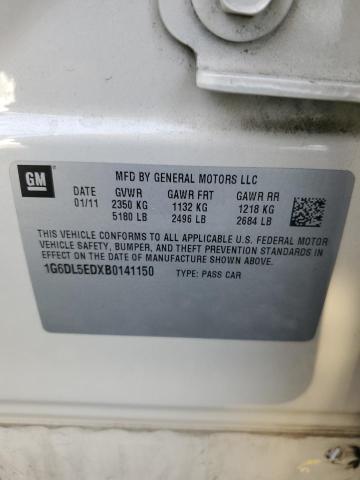 GM
MFD BY GENERAL MOTORS LLC
DATE GVWR GAWR FRT GAWR RR
01/11 2350 KG 1132 KG 1218 KG
5180 LB 2496 LB 2684 LB
THIS VEHICLE CONFORMS TO ALL APPLICABLE U.S. FEDERAL MOTOR
VEHICLE SAFETY, BUMPER, AND THEFT PREVENTION STANDARDS IN
EFFECT ON THE DATE OF MANUFACTURE SHOWN ABOVE.
1G6DL5EDXB0141150 TYPE: PASS CAR